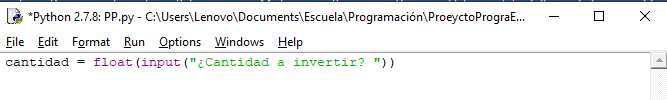 *Python 2.7.8: PP.py - C:\Users\Lenovo\Documents\Escuela\Programación\ProeyctoPrograE...
File Edit Format Run Options Windows Help
cantidad = float(input("¿Cantidad a invertir? "))